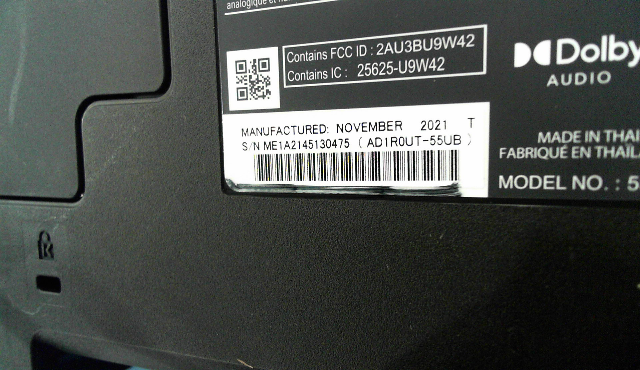 analogique et
Contains FCC ID : 2AU3BU9W42
Contains IC : 25625-U9W42
Dolby
AUDIO
MANUFACTURED: NOVEMBER 2021 T
S/N ME1A2145130475 ( AD1R0UT-55UB )
MADE IN THAI
FABRIQUÉ EN THAÏL
MODEL NO. : 5